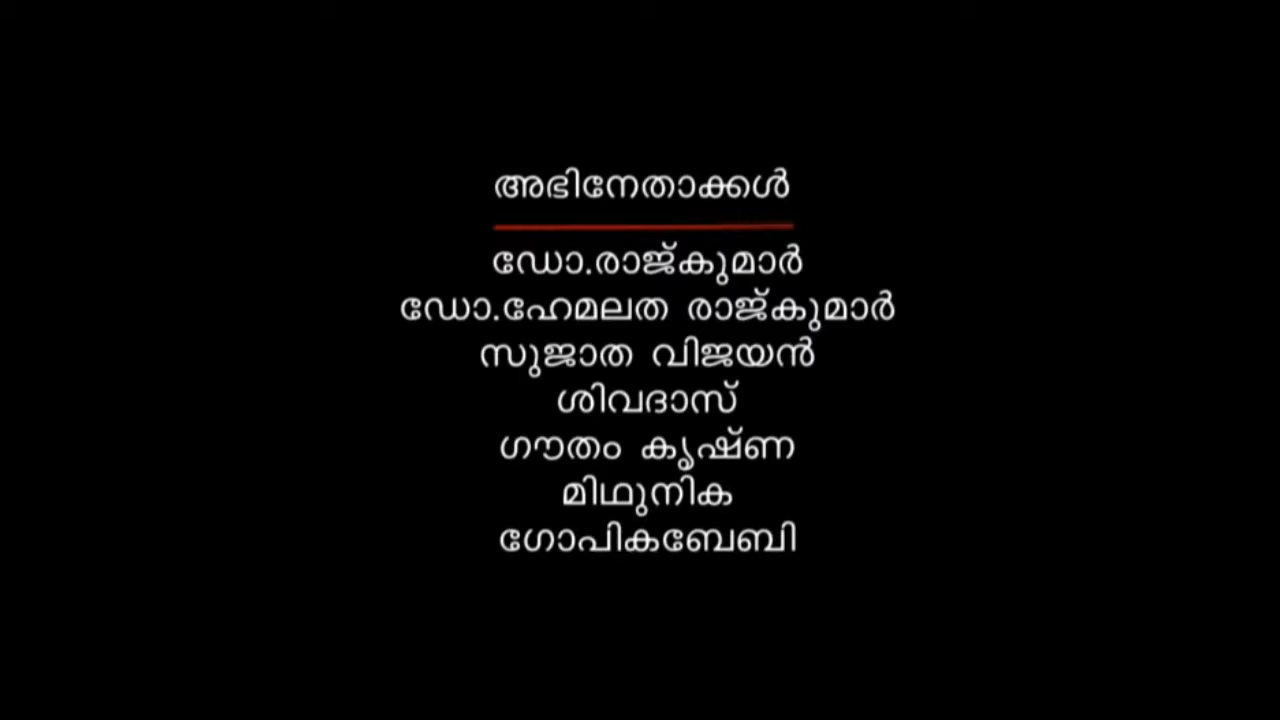 അഭിനേതാക്കൾ
ഡോ.രാജ്കുമാർ
ഡോ.ഹേമലത രാജ്കുമാർ
സുജാത വിജയൻ
ശിവദാസ്
ഗൗതം കൃഷ്ണ
മിഥുനിക
ഗോപികബേബി